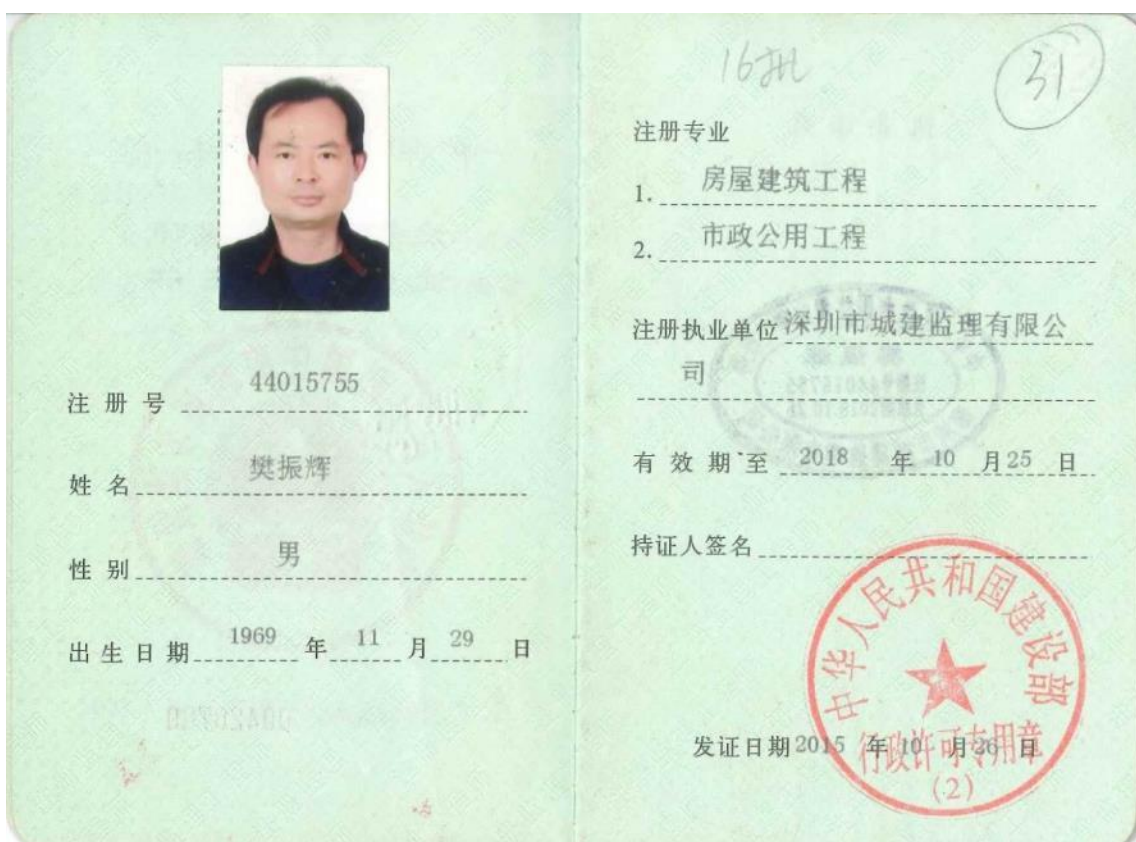 注册号 44015755
姓名 樊振辉
性别 男
出生日期 1969 年 11 月 29 日
16批
31
注册专业
1. 房屋建筑工程
2. 市政公用工程
注册执业单位 深圳市城建监理有限公
司
有效期至 2018 年 10 月 25 日
持证人签名
中华人民共和国建设部
发证日期 2015 年 10 月 26 日
行政许可专用章
(2)